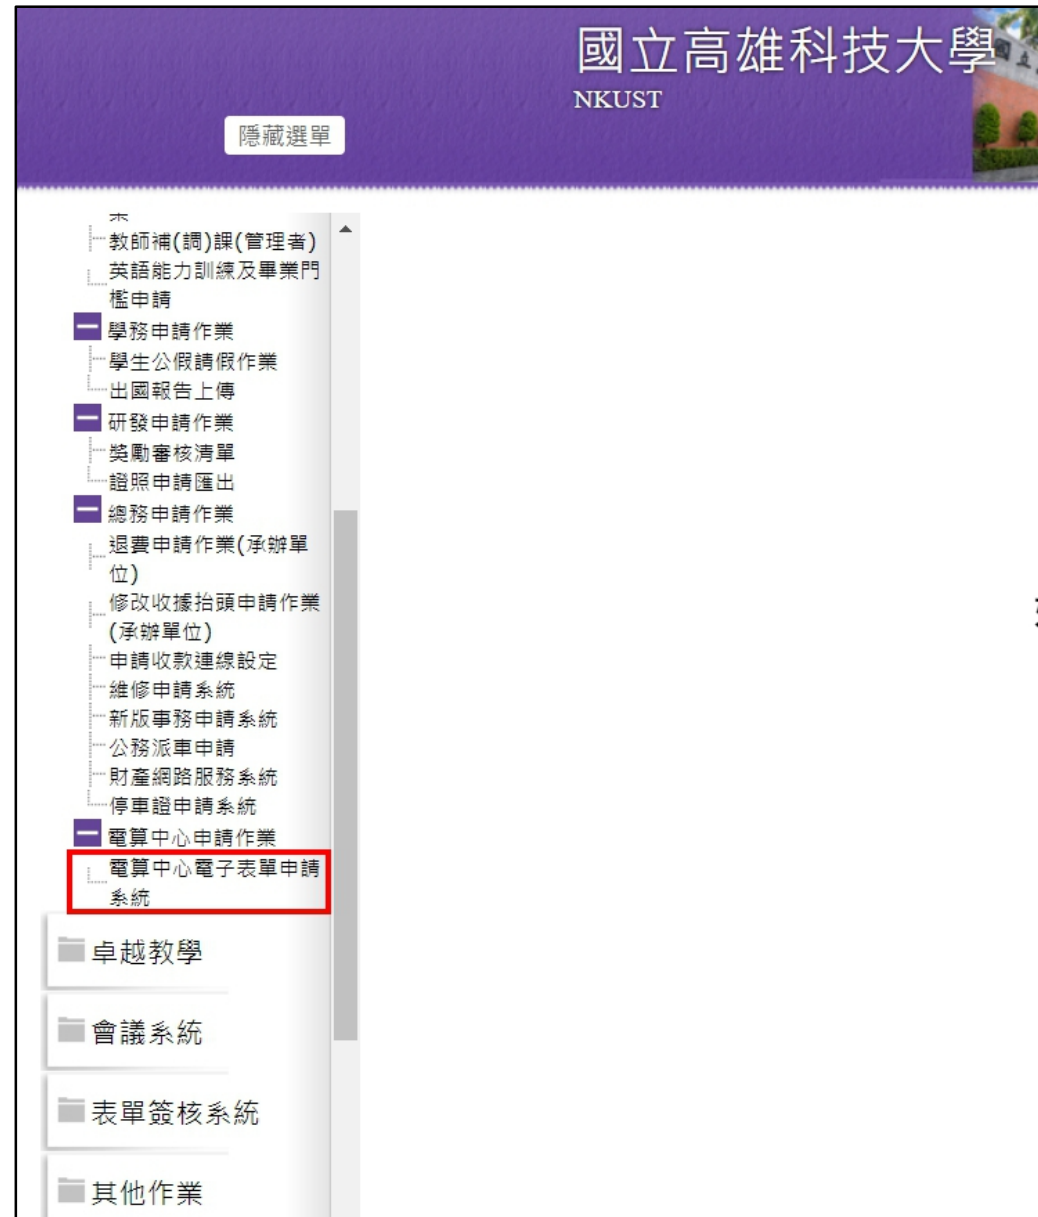 國立高雄科技大學
NKUST
隱藏選單
業
教師補(調)課(管理者)
英語能力訓練及畢業門
檻申請
學務申請作業
學生公假請假作業
出國報告上傳
研發申請作業
獎勵審核清單
證照申請匯出
總務申請作業
退費申請作業(承辦單
位)
修改收據抬頭申請作業
(承辦單位)
申請收款連線設定
維修申請系統
新版事務申請系統
公務派車申請
財產網路服務系統
停車證申請系統
電算中心申請作業
電算中心電子表單申請
系統
卓越教學
會議系統
表單簽核系統
其他作業